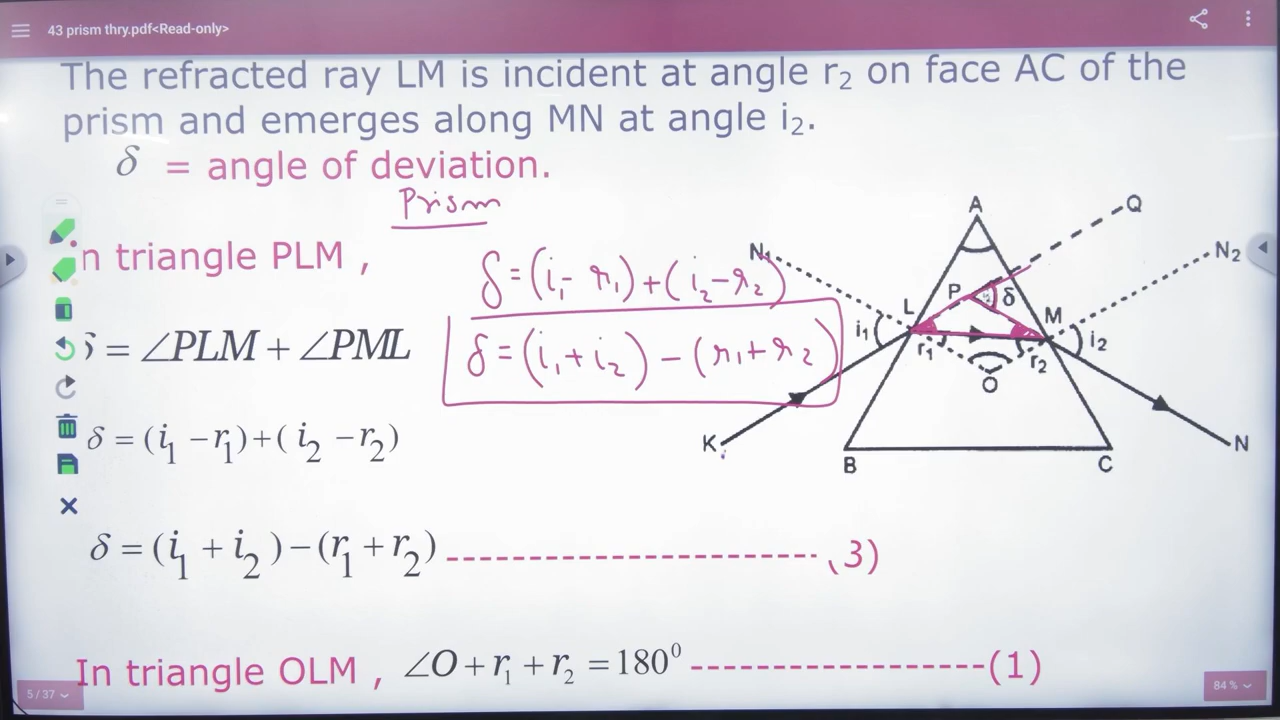 43 prism thry.pdf<Read-only>
The refracted ray LM is incident at angle r₂ on face AC of the
prism and emerges along MN at angle i₂.
δ = angle of deviation.
Prism
n triangle PLM ,
δ=(i₁- r₁)+(i₂-r₂)
δ = ∠PLM + ∠PML
δ=(i₁+i₂) - (r₁+r₂)
δ = (i₁ - r₁) + ( i₂ - r₂)
δ = (i₁ + i₂ ) - (r₁ + r₂) ---------------------- 3)
In triangle OLM , ∠O + r₁ + r₂ = 180⁰ ------------------(1)
A
Q
N₁
N₂
P
δ
L
M
i₁
i₂
r₁
r₂
O
K
N
B
C
5 / 37
84 %